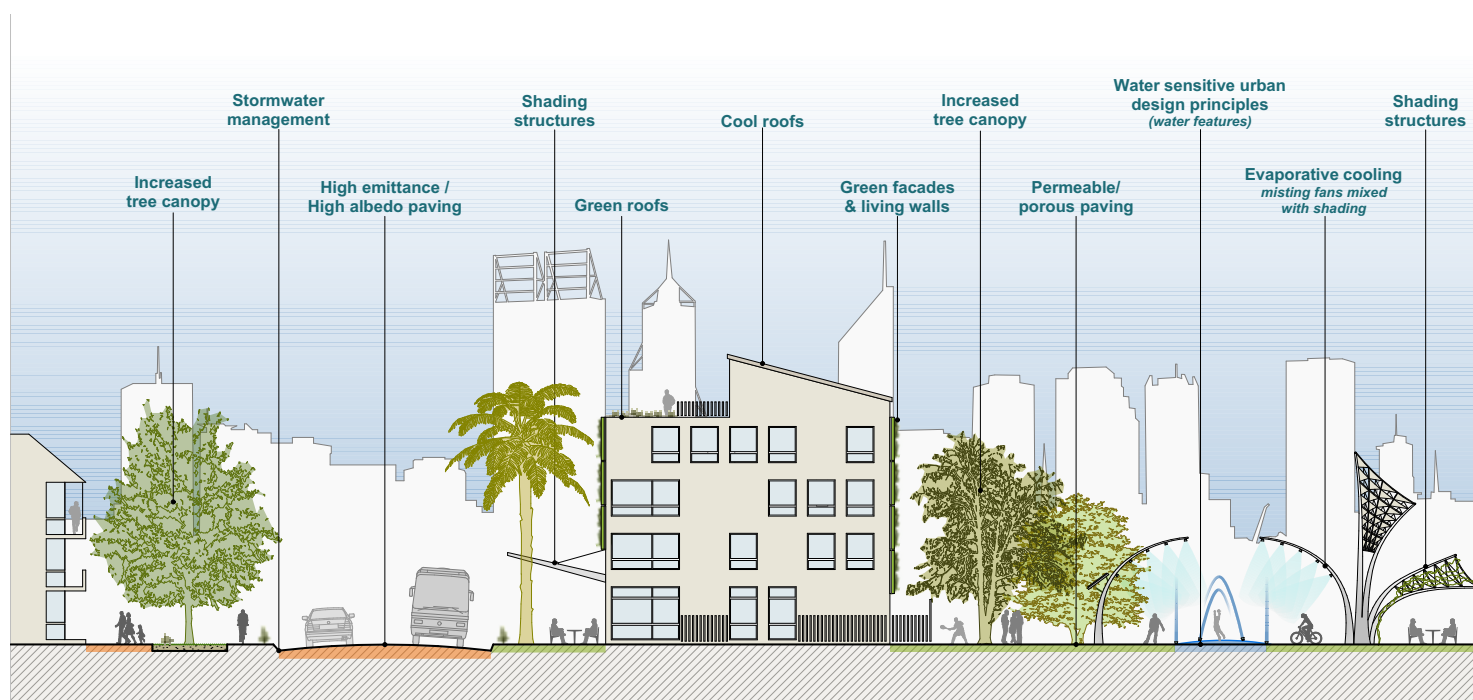 Increased
tree canopy
Stormwater
management
High emittance /
High albedo paving
Shading
structures
Green roofs
Cool roofs
Green facades
& living walls
Increased
tree canopy
Permeable/
porous paving
Water sensitive urban
design principles
(water features)
Evaporative cooling
misting fans mixed
with shading
Shading
structures